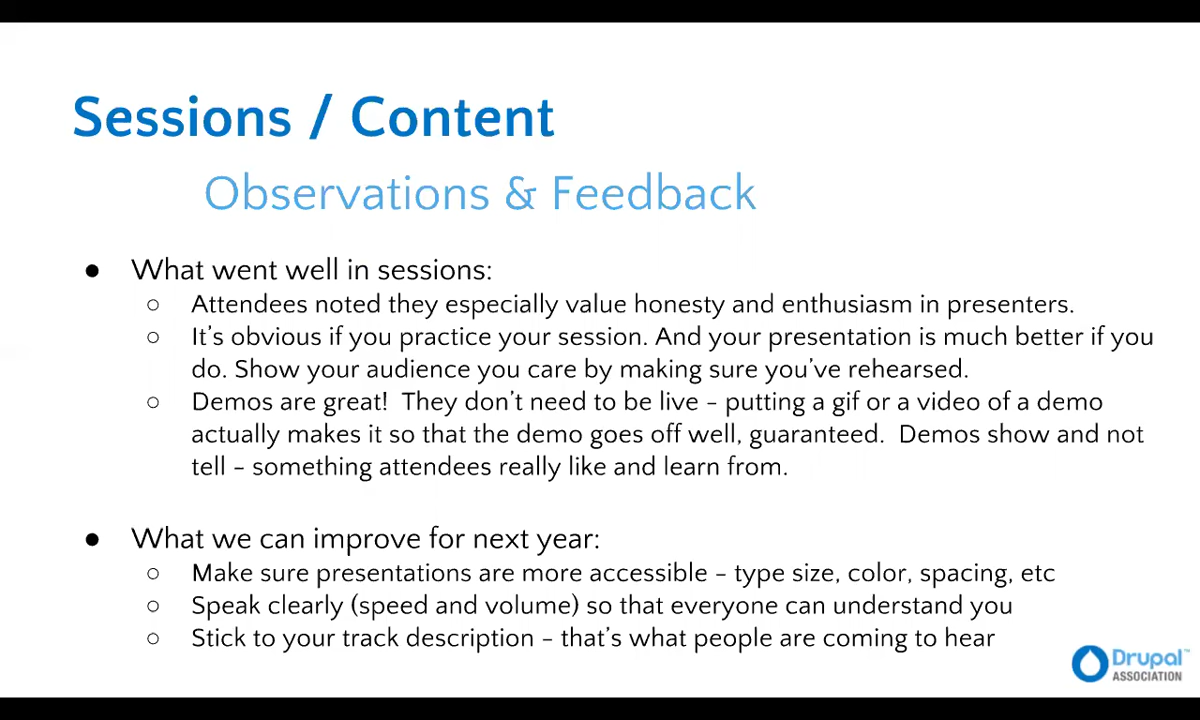 Sessions / Content
Observations & Feedback
● What went well in sessions:
○ Attendees noted they especially value honesty and enthusiasm in presenters.
○ It's obvious if you practice your session. And your presentation is much better if you
do. Show your audience you care by making sure you've rehearsed.
○ Demos are great! They don't need to be live – putting a gif or a video of a demo
actually makes it so that the demo goes off well, guaranteed. Demos show and not
tell – something attendees really like and learn from.
● What we can improve for next year:
○ Make sure presentations are more accessible – type size, color, spacing, etc
○ Speak clearly (speed and volume) so that everyone can understand you
○ Stick to your track description – that's what people are coming to hear
Drupal™
ASSOCIATION